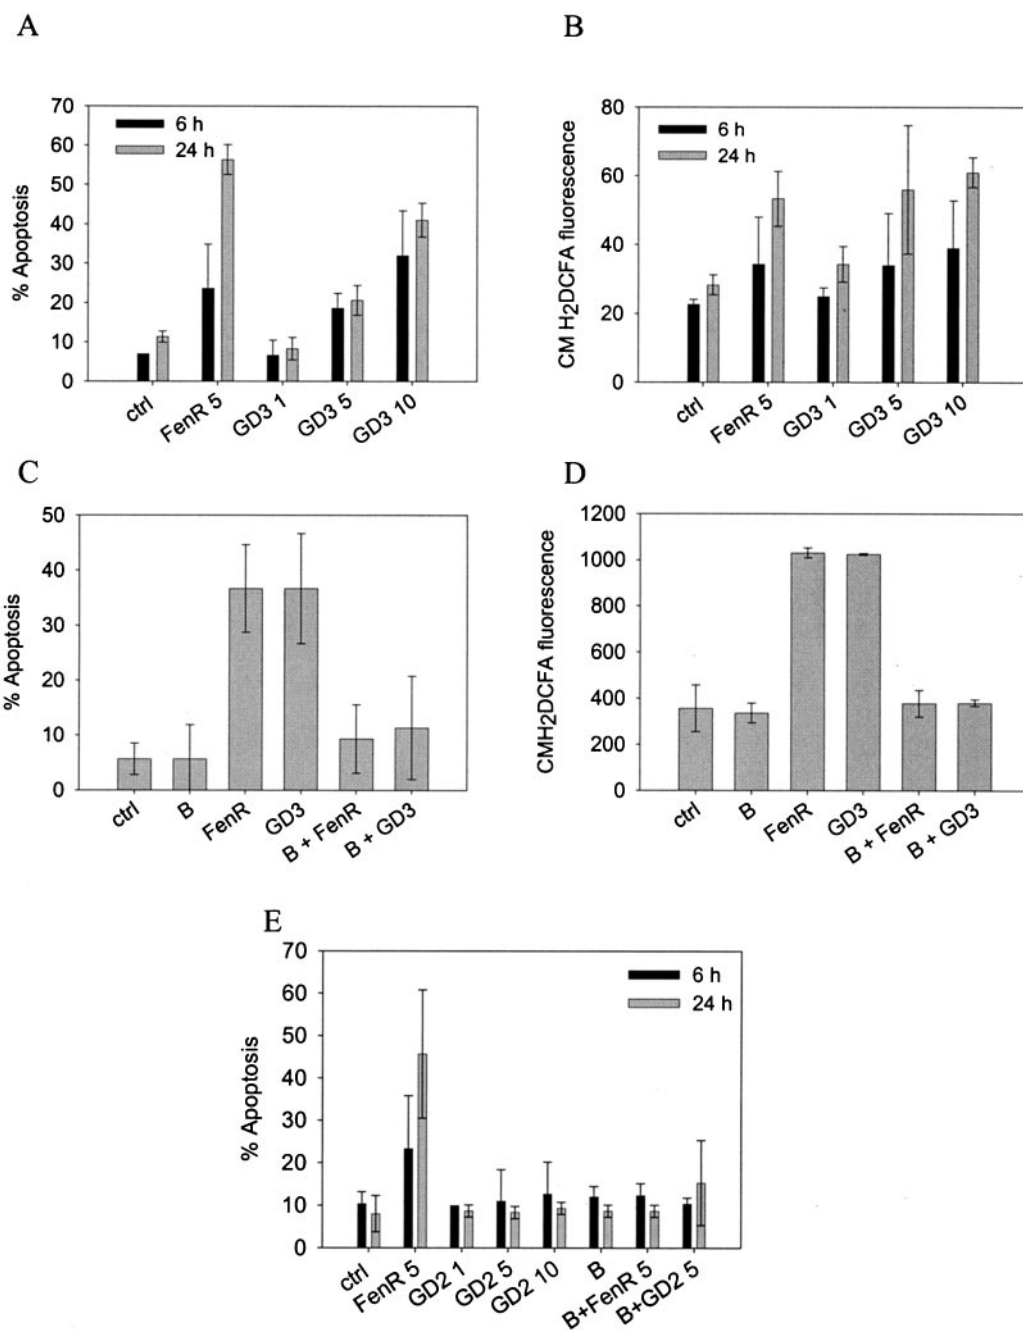 A
B
% Apoptosis
70
60
50
40
30
20
10
0
6 h
24 h
ctrl
FenR 5
GD3 1
GD3 5
GD3 10
CM H2DCFA fluorescence
80
60
40
20
0
6 h
24 h
ctrl
FenR 5
GD3 1
GD3 5
GD3 10
C
D
% Apoptosis
50
40
30
20
10
0
ctrl
B
FenR
GD3
B + FenR
B + GD3
CMH2DCFA fluorescence
1200
1000
800
600
400
200
0
ctrl
B
FenR
GD3
B + FenR
B + GD3
E
% Apoptosis
70
60
50
40
30
20
10
0
6 h
24 h
ctrl
FenR 5
GD2 1
GD2 5
GD2 10
B
B+FenR 5
B+GD2 5